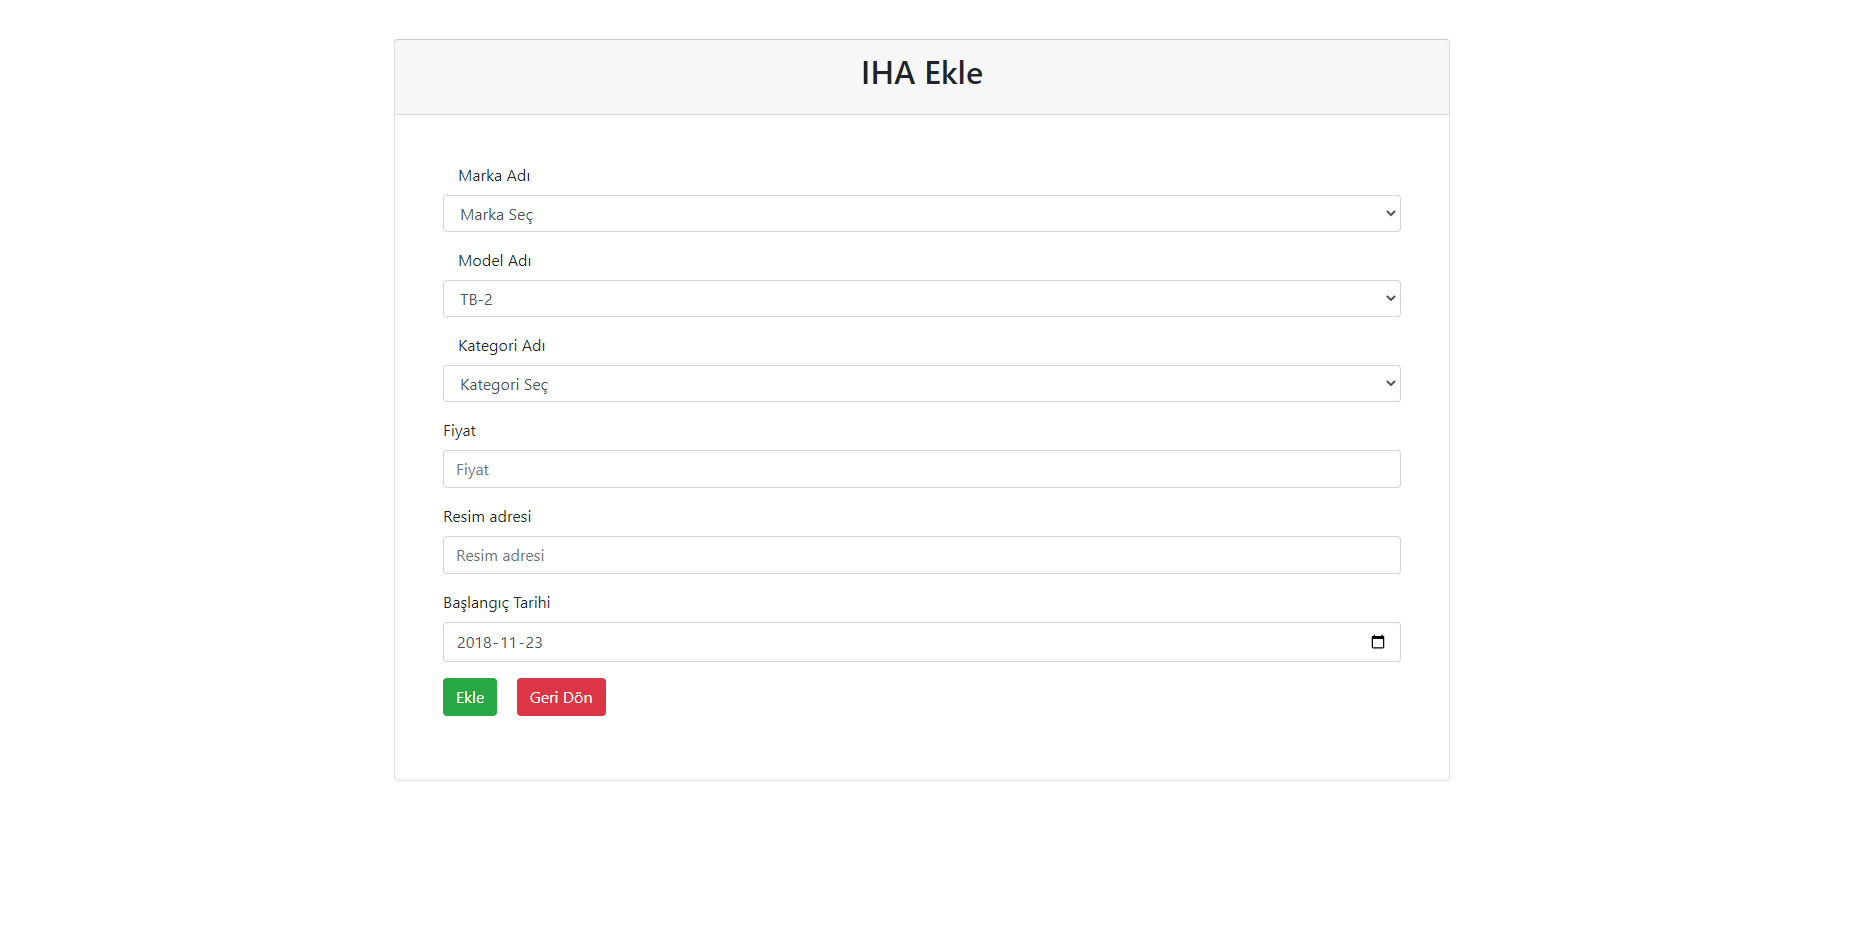 IHA Ekle
Marka Adı
Marka Seç
Model Adı
TB-2
Kategori Adı
Kategori Seç
Fiyat
Fiyat
Resim adresi
Resim adresi
Başlangıç Tarihi
2018-11-23
Ekle Geri Dön